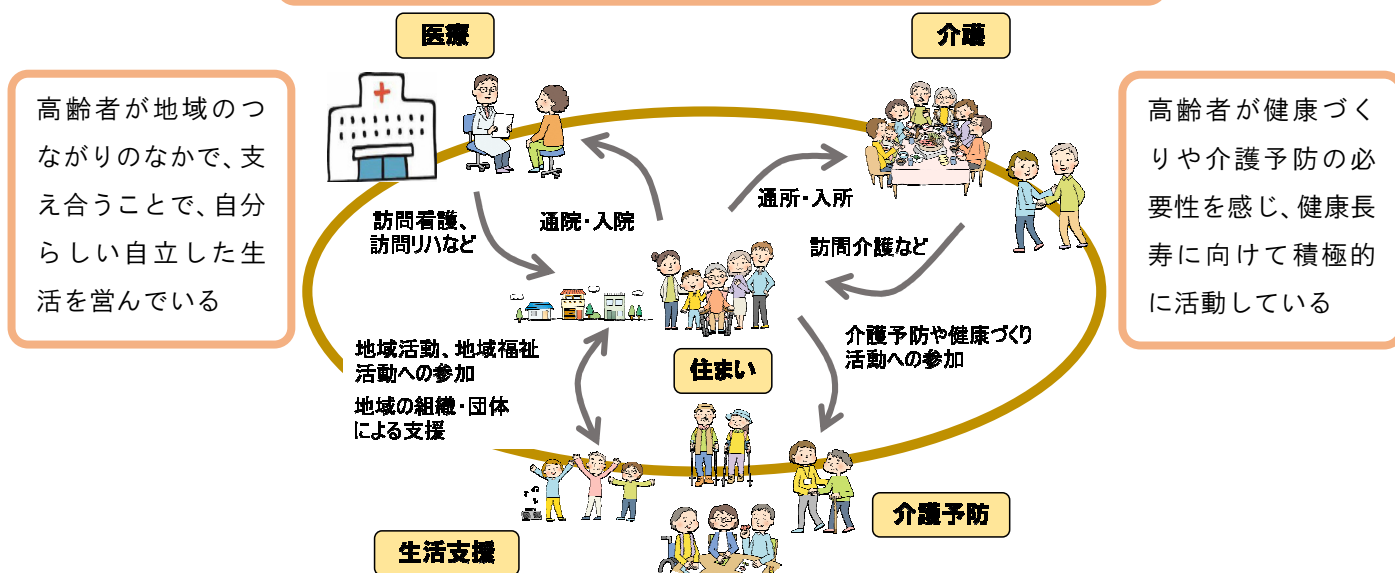 医療
介護
高齢者が地域のつ
ながりのなかで、支
え合うことで、自分
らしい自立した生
活を営んでいる
高齢者が健康づく
りや介護予防の必
要性を感じ、健康長
寿に向けて積極的
に活動している
訪問看護、
訪問リハなど
通院・入院
通所・入所
訪問介護など
地域活動、地域福祉
活動への参加
地域の組織・団体
による支援
住まい
介護予防や健康づくり
活動への参加
介護予防
生活支援